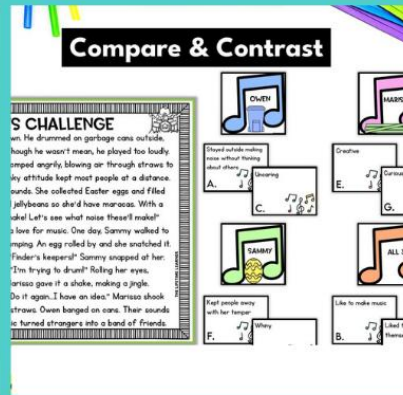 Compare & Contrast
S CHALLENGE
wn. He drummed on garbage cans outside.
hough he wasn't mean, he played too loudly.
omped angrily, blowing air through straws to
ky attitude kept most people at a distance.
ounds. She collected Easter eggs and filled
jellybeans so she'd have maracas. With a
ake! Let's see what noise these'll make!"
love for music. One day, Sammy walked to
mping. An egg rolled by and she snatched it.
"Finder's keepers!" Sammy snapped at her.
"I'm trying to drum!" Rolling her eyes,
arissa gave it a shake, making a jingle.
Do it again...I have an idea." Marissa shook
straws. Owen banged on cans. Their sounds
ic turned strangers into a band of friends.
OWEN
Stayed outside making
noise without thinking
about others
A.
Uncaring
C.
MARIS
Creative
E.
Curious
G.
SAMMY
Kept people away
with her temper
F.
Whiny
ALL
Like to make music
B.
Liked t
themse